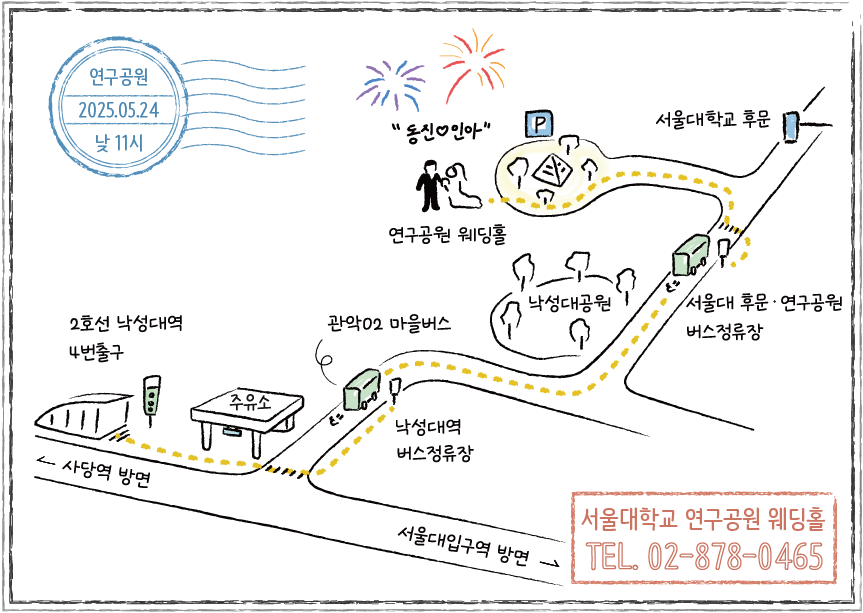 연구공원
2025.05.24
낮 11시
"동진♡인아"
P
서울대학교 후문
연구공원 웨딩홀
낙성대공원
서울대 후문·연구공원
버스정류장
2호선 낙성대역
4번출구
관악02 마을버스
주유소
낙성대역
버스정류장
← 사당역 방면
서울대입구역 방면 →
서울대학교 연구공원 웨딩홀
TEL. 02-878-0465